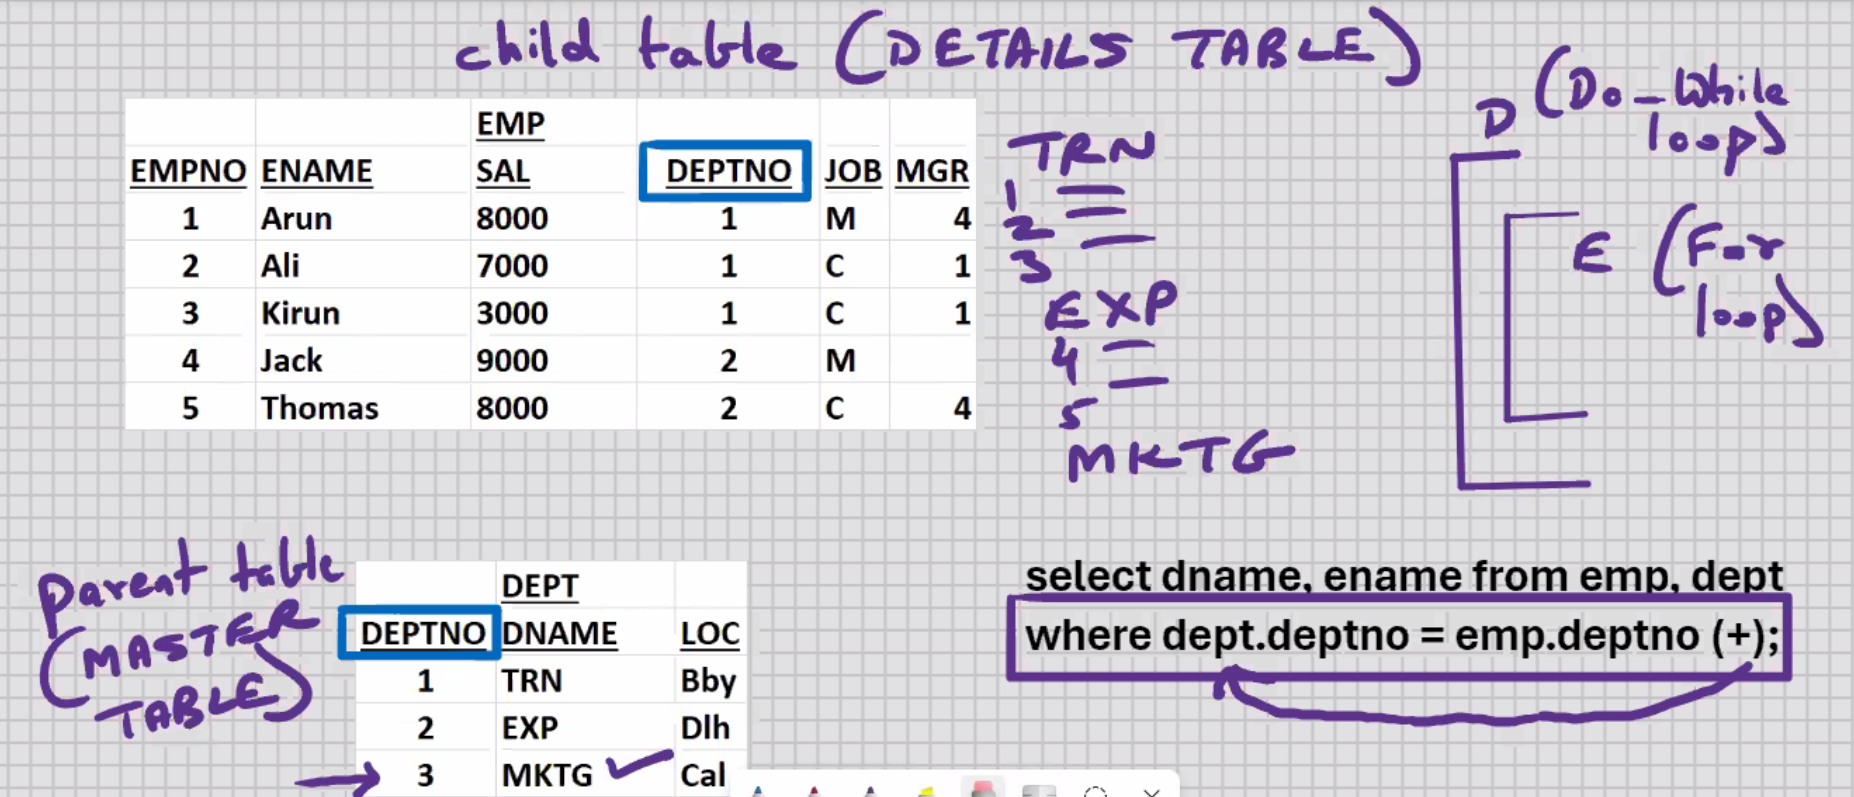 child table (DETAILS TABLE)
EMP
EMPNO ENAME SAL DEPTNO JOB MGR
1 Arun 8000 1 M 4
2 Ali 7000 1 C 1
3 Kirun 3000 1 C 1
4 Jack 9000 2 M
5 Thomas 8000 2 C 4
TRN
1
2
3
EXP
4
5
MKTG
D (Do-While
loop)
E (For
loop)
Parent table
(MASTER
TABLE)
DEPT
DEPTNO DNAME LOC
1 TRN Bby
2 EXP Dlh
3 MKTG Cal
select dname, ename from emp, dept
where dept.deptno = emp.deptno (+);